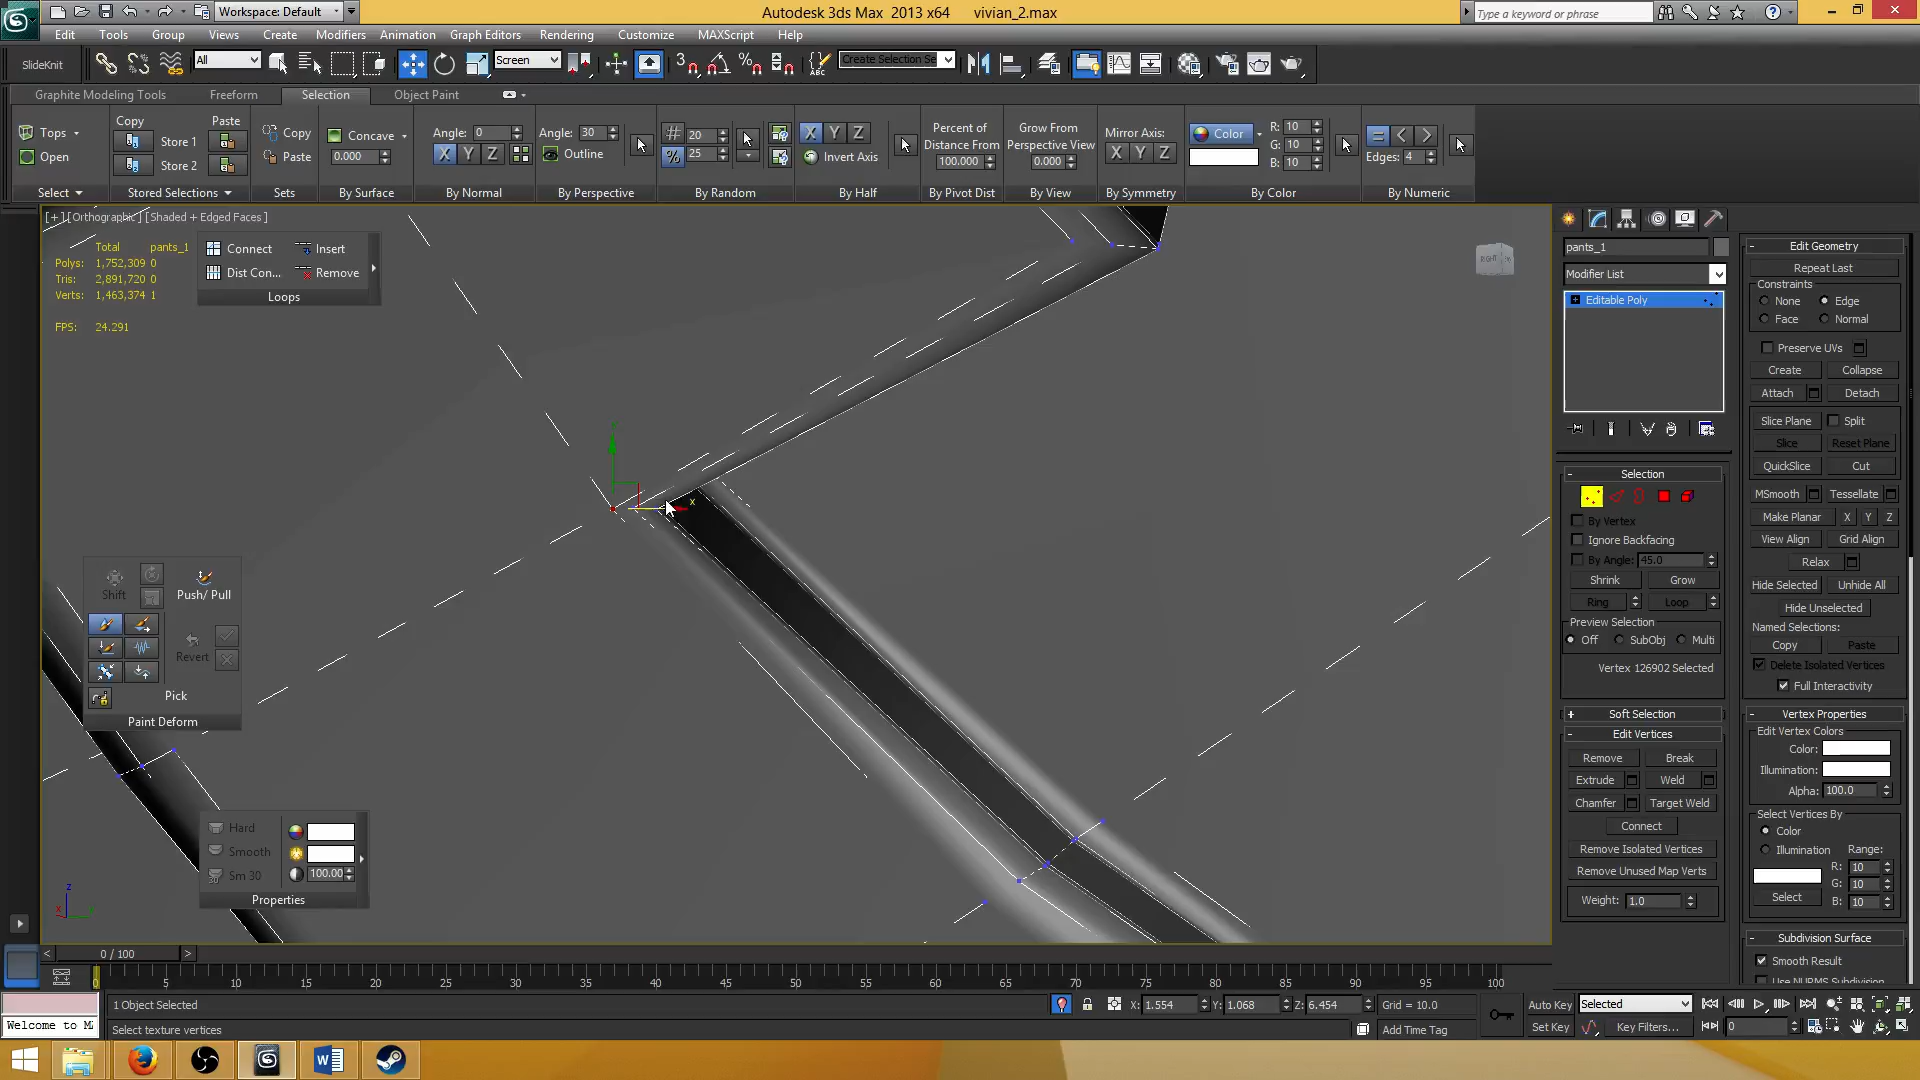 Workspace: Default
Autodesk 3ds Max 2013 x64 vivian_2.max
Type a keyword or phrase
Edit Tools Group Views Create Modifiers Animation Graph Editors Rendering Customize MAXScript Help
SlideKnit
All
Screen
3
ABC
Create Selection Se
Graphite Modeling Tools Freeform Selection Object Paint
Copy Paste
Tops
Open
Store 1
Store 2
Copy
Paste
Concave
0.000
Angle: 0
X Y Z
Angle: 30
Outline
20
25
X Y Z
Invert Axis
Percent of
Distance From
100.000
Grow From
Perspective View
0.000
Mirror Axis:
X Y Z
Color
R: 10
G: 10
B: 10
Edges: 4
Select Stored Selections Sets By Surface By Normal By Perspective By Random By Half By Pivot Dist By View By Symmetry By Color By Numeric
[+] [Orthographic] [Shaded + Edged Faces]
Total pants_1
Polys: 1,752,309 0
Tris: 2,891,720 0
Verts: 1,463,374 1
FPS: 24.291
Connect Insert
Dist Con... Remove
Loops
RIGHT
x
Shift Push/ Pull
Revert
Pick
Paint Deform
Hard
Smooth
Sm 30
100.00
Properties
z
x
pants_1
Modifier List
Editable Poly
Selection
By Vertex
Ignore Backfacing
By Angle: 45.0
Shrink Grow
Ring Loop
Preview Selection
Off SubObj Multi
Vertex 126902 Selected
Soft Selection
Edit Vertices
Remove Break
Extrude Weld
Chamfer Target Weld
Connect
Remove Isolated Vertices
Remove Unused Map Verts
Weight: 1.0
Edit Geometry
Repeat Last
Constraints
None Edge
Face Normal
Preserve UVs
Create Collapse
Attach Detach
Slice Plane Split
Slice Reset Plane
QuickSlice Cut
MSmooth Tessellate
Make Planar X Y Z
View Align Grid Align
Relax
Hide Selected Unhide All
Hide Unselected
Named Selections:
Copy Paste
Delete Isolated Vertices
Full Interactivity
Vertex Properties
Edit Vertex Colors
Color:
Illumination:
Alpha: 100.0
Select Vertices By
Color
Illumination Range:
R: 10
G: 10
B: 10
Select
Subdivision Surface
Smooth Result
Use NURMS Subdivision
0 / 100
0 5 10 15 20 25 30 35 40 45 50 55 60 65 70 75 80 85 90 95 100
1 Object Selected
X: 1.554 Y: 1.068 Z: 6.454 Grid = 10.0
Auto Key Selected
Welcome to M
Select texture vertices
Add Time Tag
Set Key Key Filters... 0